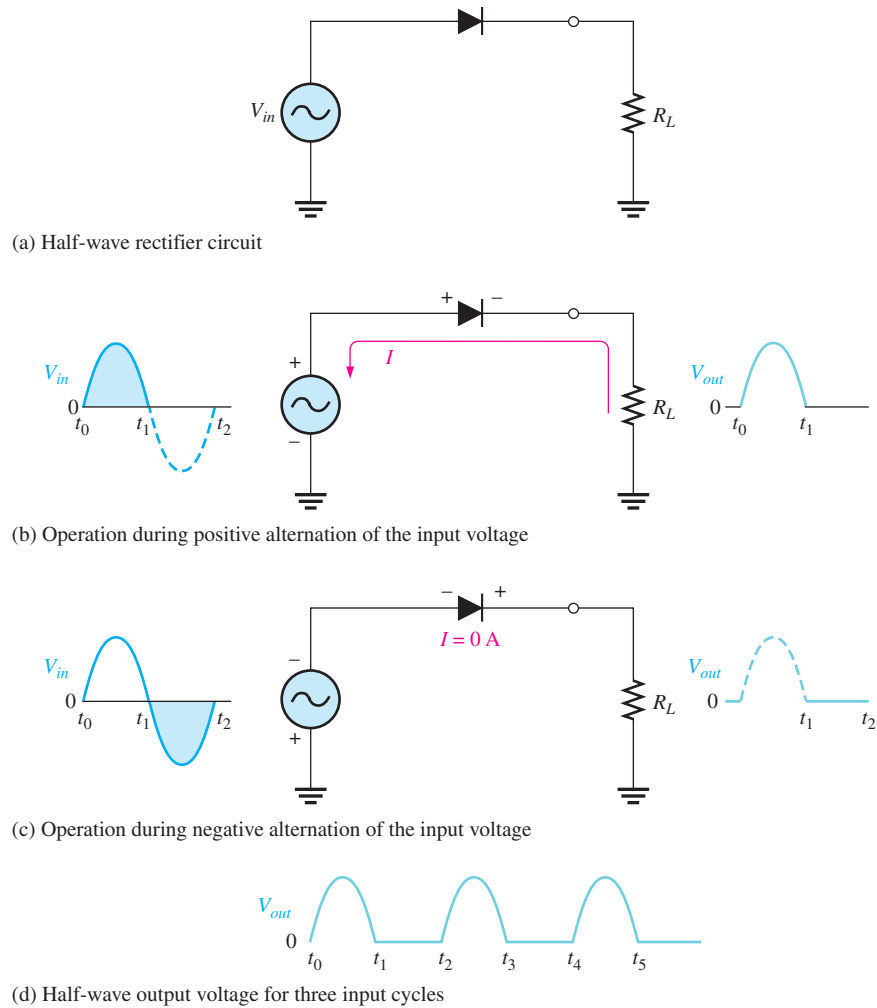 V_in
R_L
(a) Half-wave rectifier circuit
+ −
I
V_in
0
t_0 t_1 t_2
+
−
R_L
V_out
0
t_0 t_1
(b) Operation during positive alternation of the input voltage
− +
I = 0 A
V_in
0
t_0 t_1 t_2
−
+
R_L
V_out
0
t_1 t_2
(c) Operation during negative alternation of the input voltage
V_out
0
t_0 t_1 t_2 t_3 t_4 t_5
(d) Half-wave output voltage for three input cycles